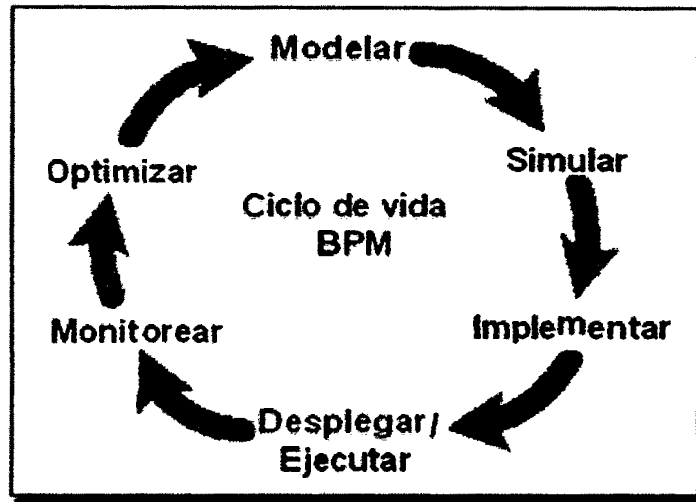 Modelar
Simular
Implementar
Desplegar/
Ejecutar
Monitorear
Optimizar
Ciclo de vida
BPM